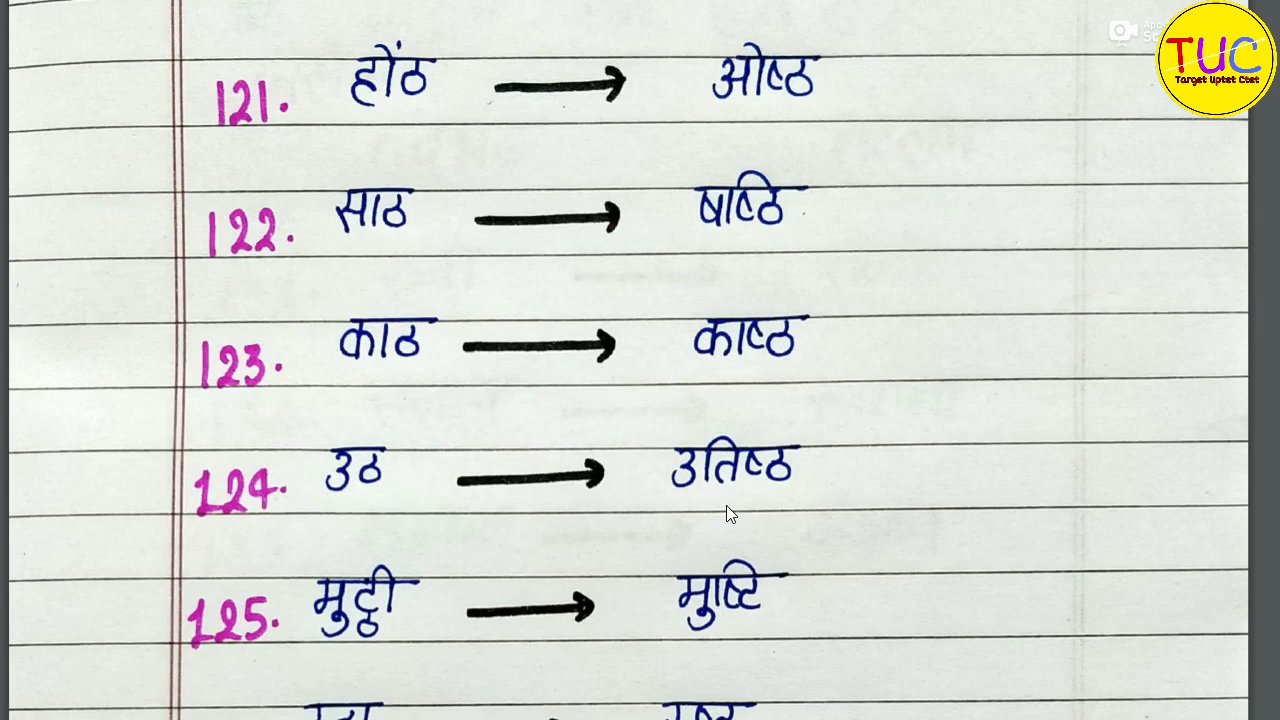 TUC
Target Uptet Ctet
121. होंठ → ओष्ठ
122. साठ → षष्ठि
123. काठ → काष्ठ
124. उठ → उतिष्ठ
125. मुट्ठी → मुष्टि